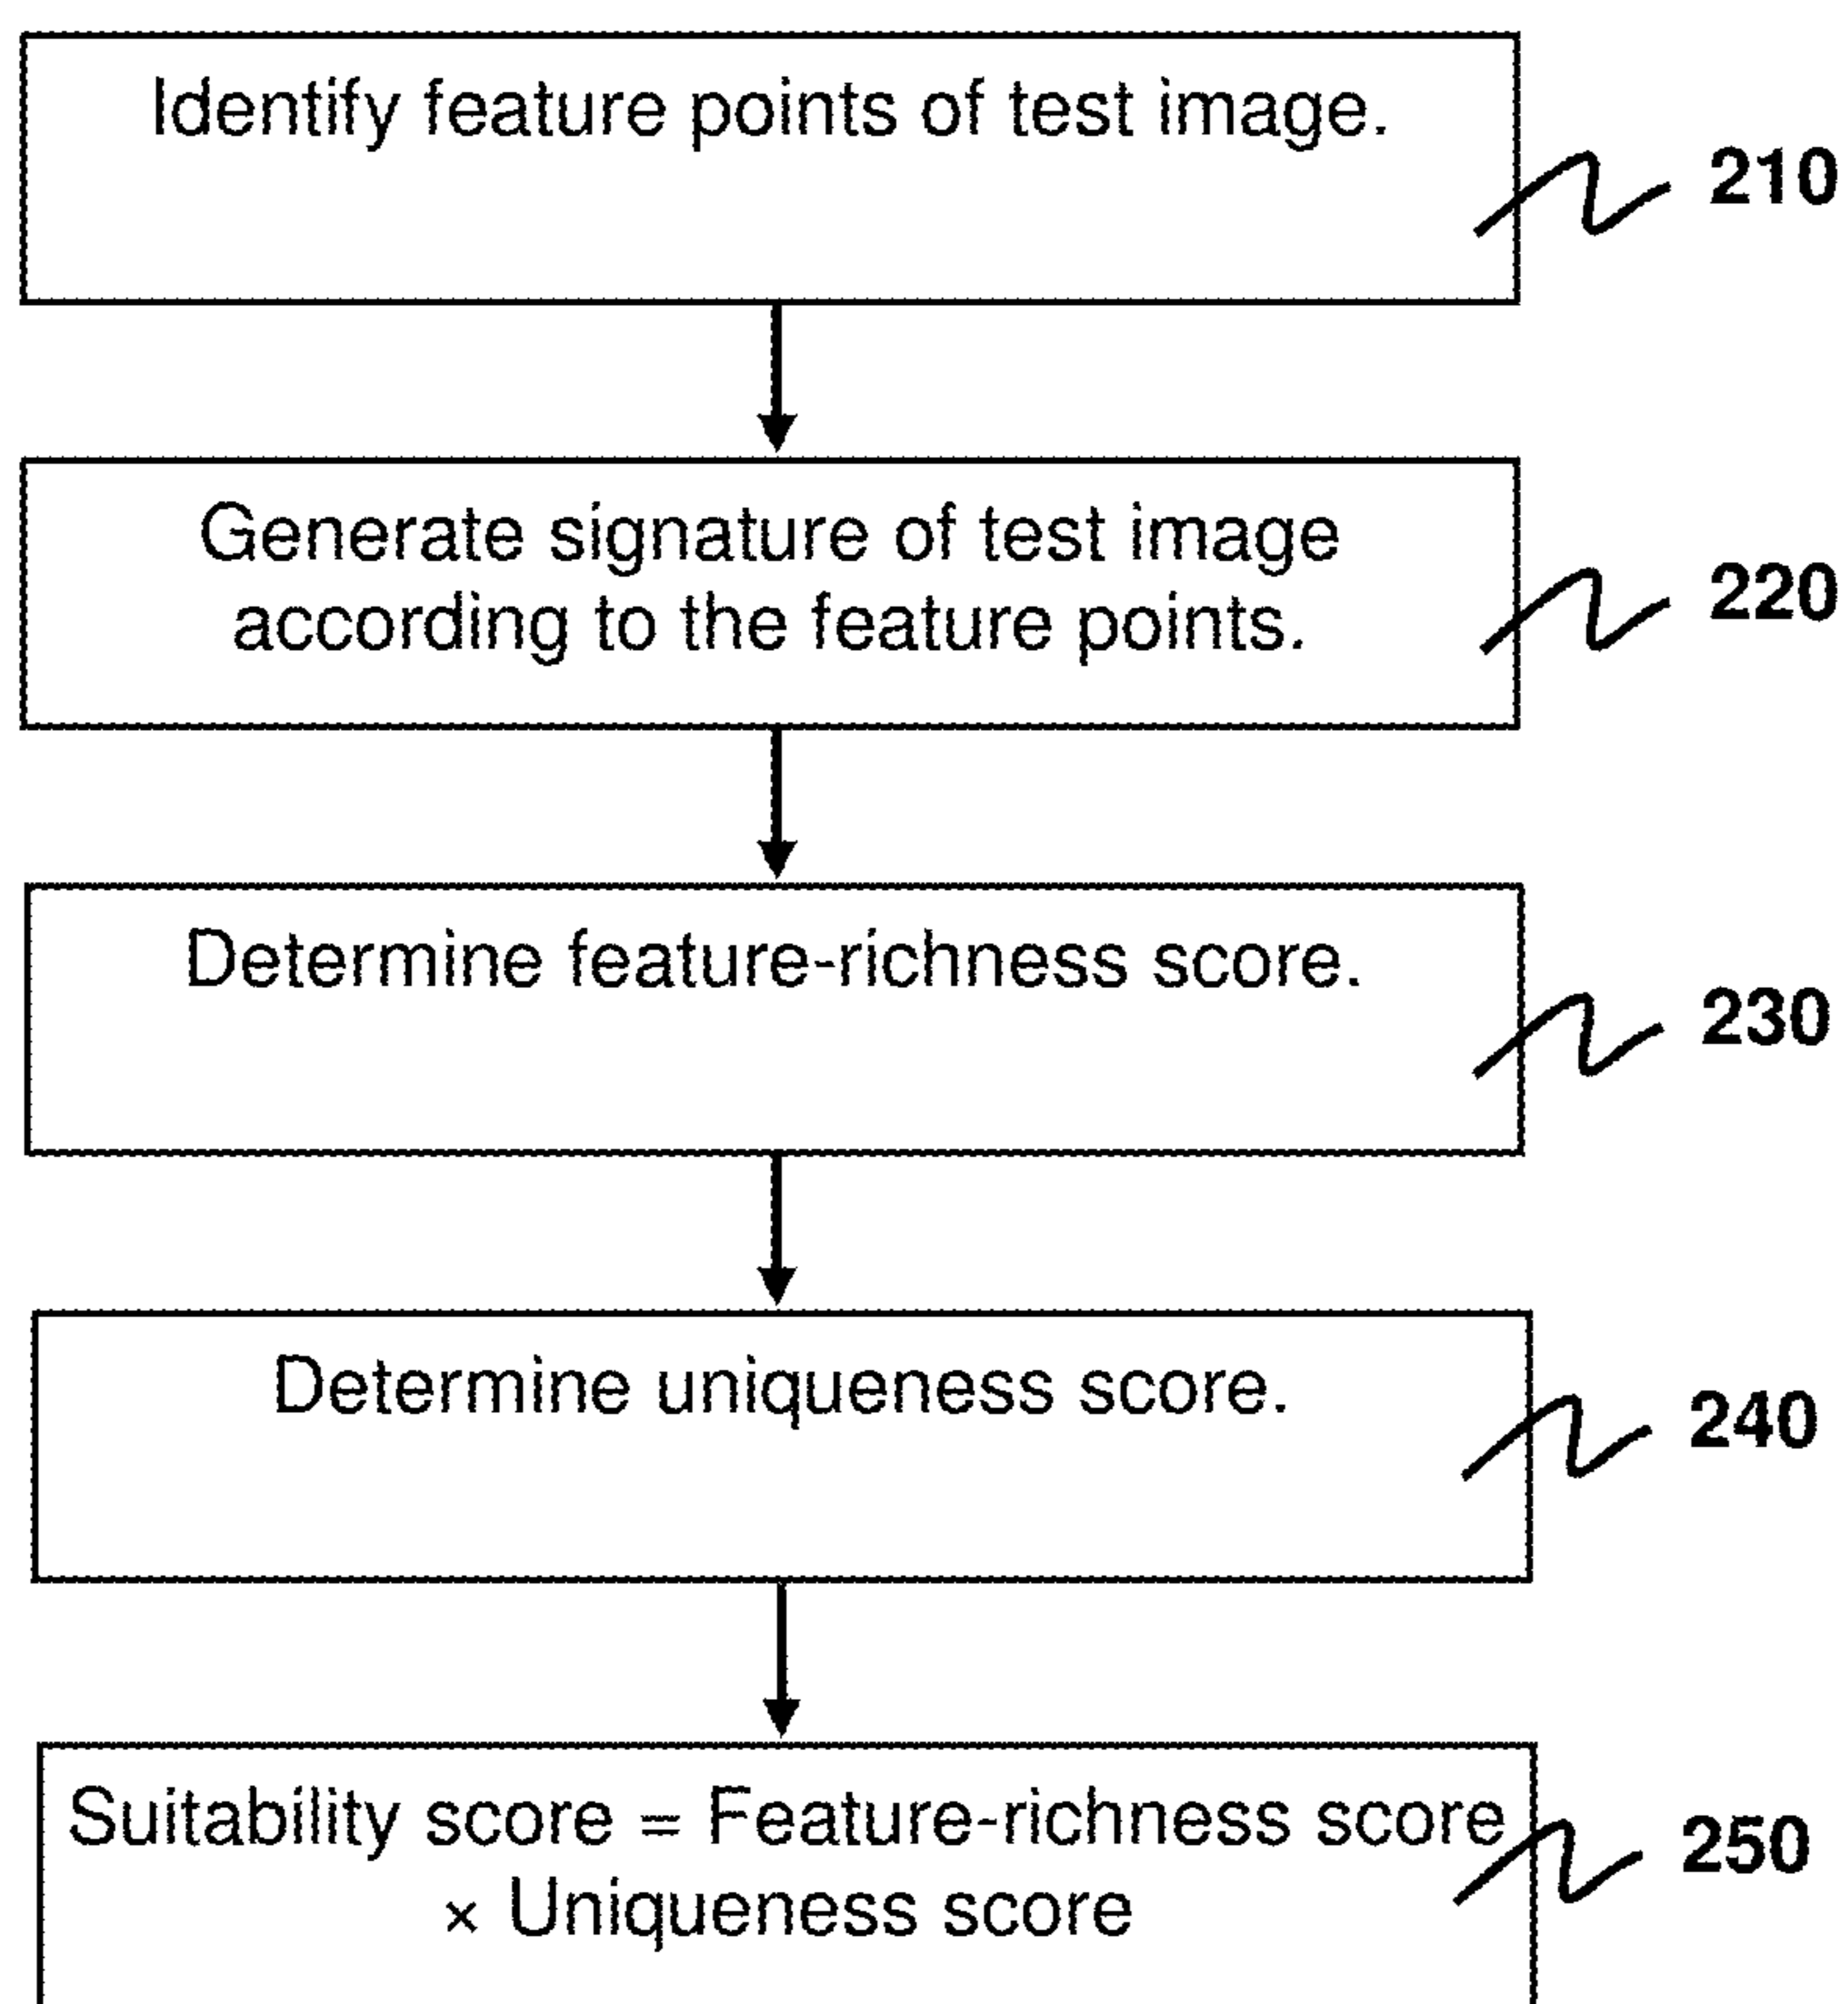 Identify feature points of test image.
210
Generate signature of test image
according to the feature points.
220
Determine feature-richness score.
230
Determine uniqueness score.
240
Suitability score = Feature-richness score
× Uniqueness score
250